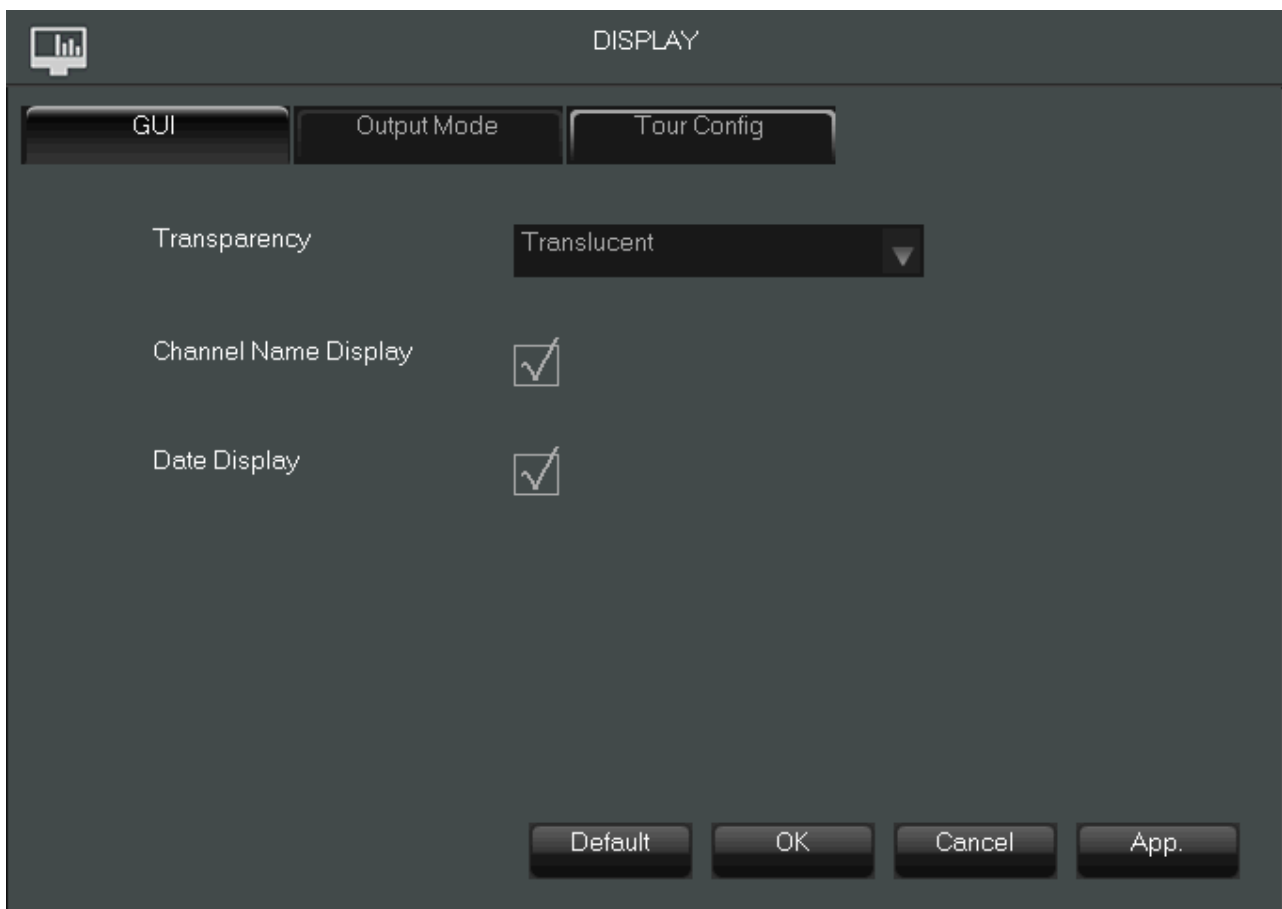 DISPLAY
GUI Output Mode Tour Config
Transparency Translucent
Channel Name Display
Date Display
Default OK Cancel App.